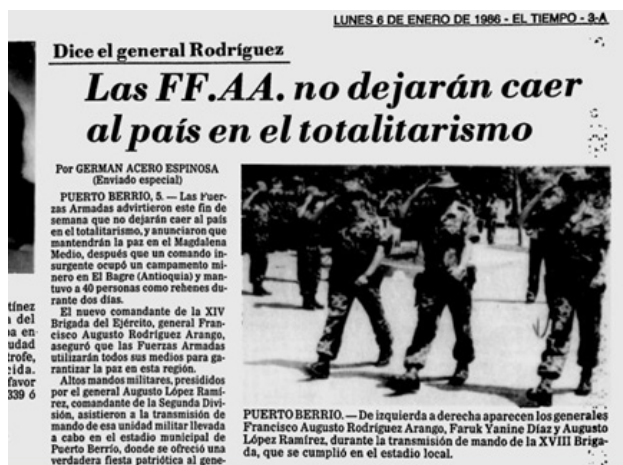 LUNES 6 DE ENERO DE 1986 - EL TIEMPO - 3-A
Dice el general Rodríguez
Las FF.AA. no dejarán caer
al país en el totalitarismo
Por GERMAN ACERO ESPINOSA
(Enviado especial)
PUERTO BERRIO, 5. — Las Fuer-
zas Armadas advirtieron este fin de
semana que no dejarán caer al país
en el totalitarismo, y anunciaron que
mantendrán la paz en el Magdalena
Medio, después que un comando in-
surgente ocupó un campamento mi-
nero en El Bagre (Antioquia) y man-
tuvo a 40 personas como rehenes du-
rante dos días.
El nuevo comandante de la XIV
Brigada del Ejército, general Fran-
cisco Augusto Rodríguez Arango,
aseguró que las Fuerzas Armadas
utilizarán todos sus medios para ga-
rantizar la paz en esta región.
Altos mandos militares, presididos
por el general Augusto López Ramí-
rez, comandante de la Segunda Divi-
sión, asistieron a la transmisión de
mando de esa unidad militar llevada
a cabo en el estadio municipal de
Puerto Berrío, donde se ofreció una
verdadera fiesta patriótica al gene-
PUERTO BERRIO. — De izquierda a derecha aparecen los generales
Francisco Augusto Rodríguez Arango, Faruk Yanine Díaz y Augusto
López Ramírez, durante la transmisión de mando de la XVIII Briga-
da, que se cumplió en el estadio local.
tínez
del
en-
udad
trofe,
cida.
favor
339 ó